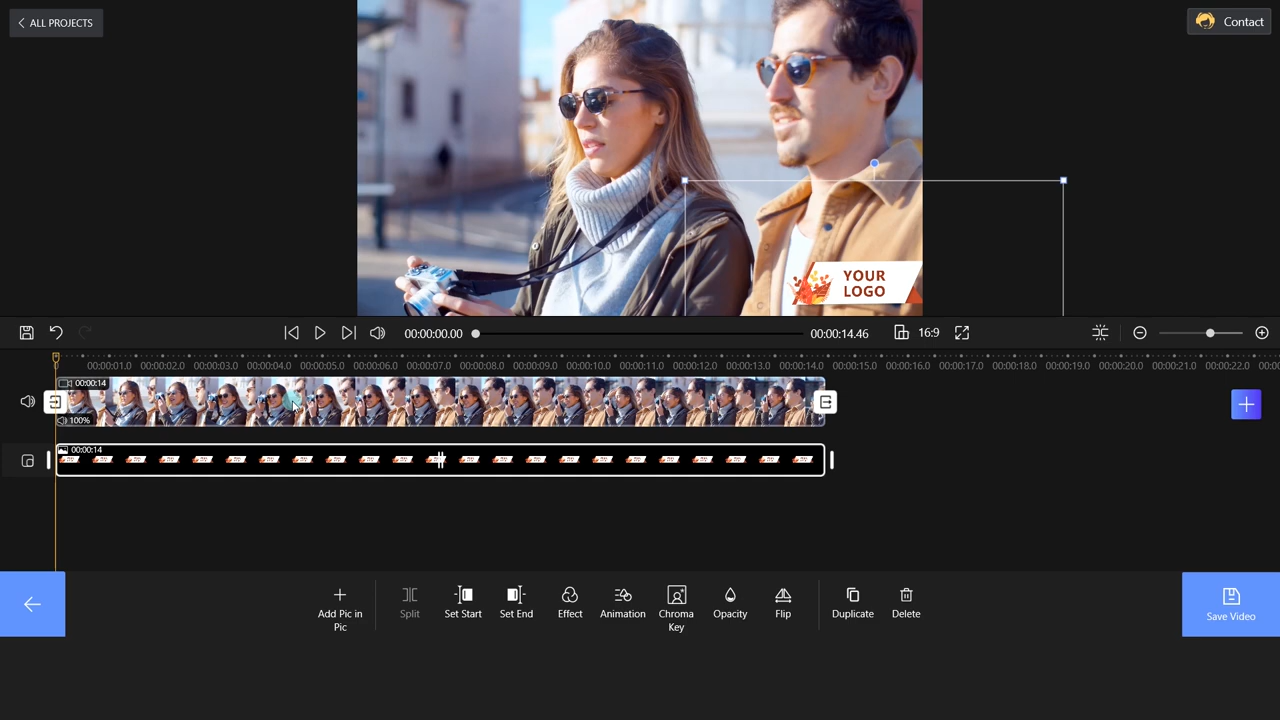 ALL PROJECTS
Contact
YOUR
LOGO
00:00:00.00
00:00:14.46
16:9
0 00:00:01.0 00:00:02.0 00:00:03.0 00:00:04.0 00:00:05.0 00:00:06.0 00:00:07.0 00:00:08.0 00:00:09.0 00:00:10.0 00:00:11.0 00:00:12.0 00:00:13.0 00:00:14.0 00:00:15.0 00:00:16.0 00:00:17.0 00:00:18.0 00:00:19.0 00:00:20.0 00:00:21.0 00:00:22.0
00:00:14
100%
00:00:14
Add Pic in
Pic
Split
Set Start
Set End
Effect
Animation
Chroma
Key
Opacity
Flip
Duplicate
Delete
Save Video